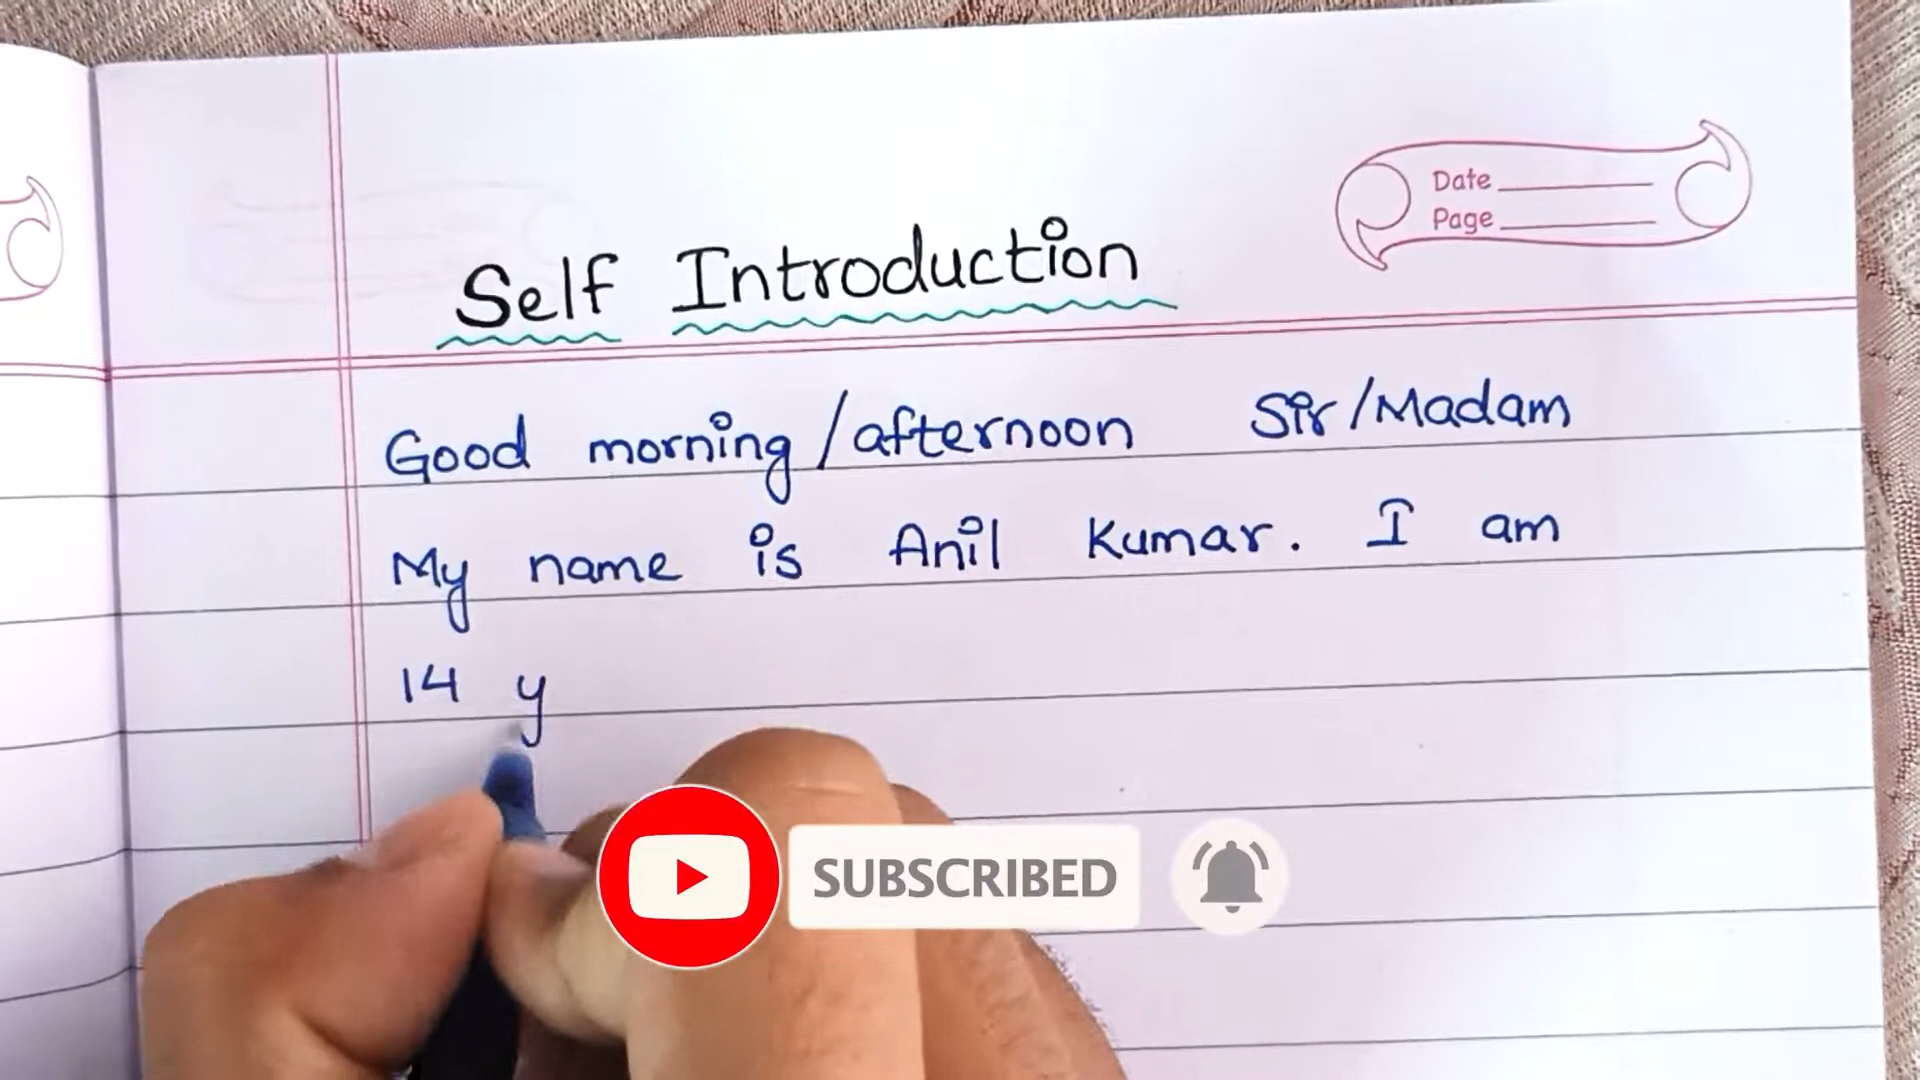 Date
Page
Self Introduction
Good morning/afternoon Sir/Madam
My name is Anil Kumar. I am
14 y
SUBSCRIBED